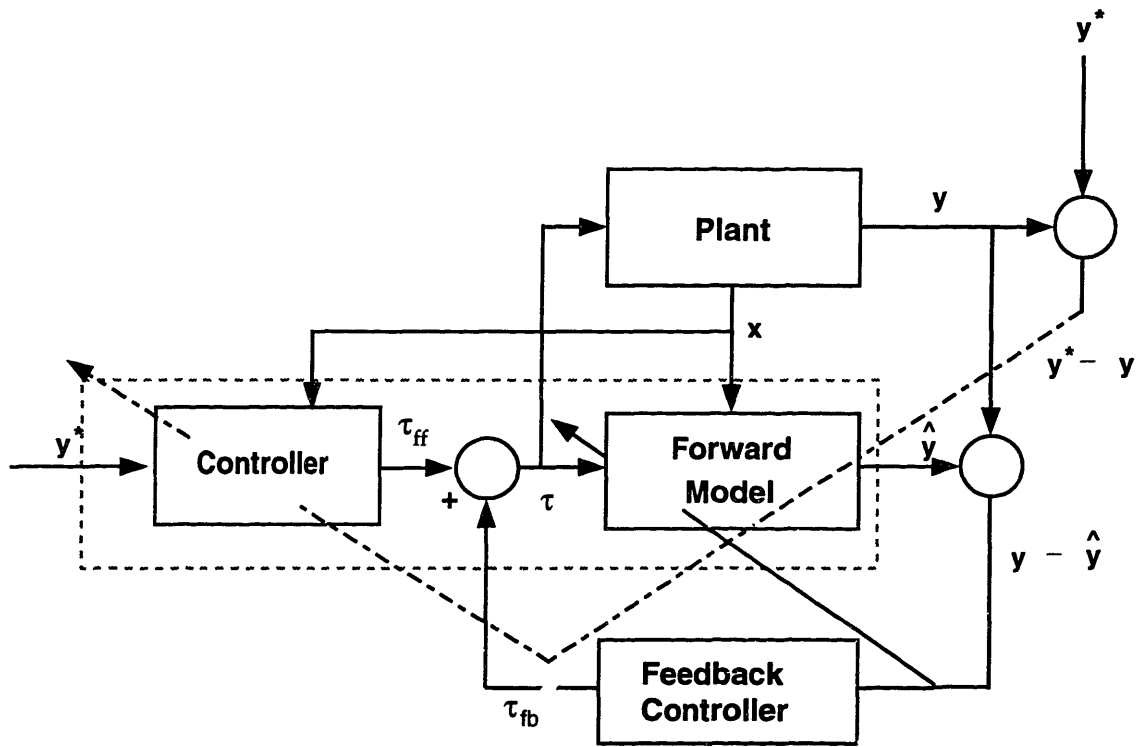 y*
y
Plant
x
y* – y
y*
Controller
τff
+
τ
Forward
Model
ŷ
y – ŷ
Feedback
Controller
τfb